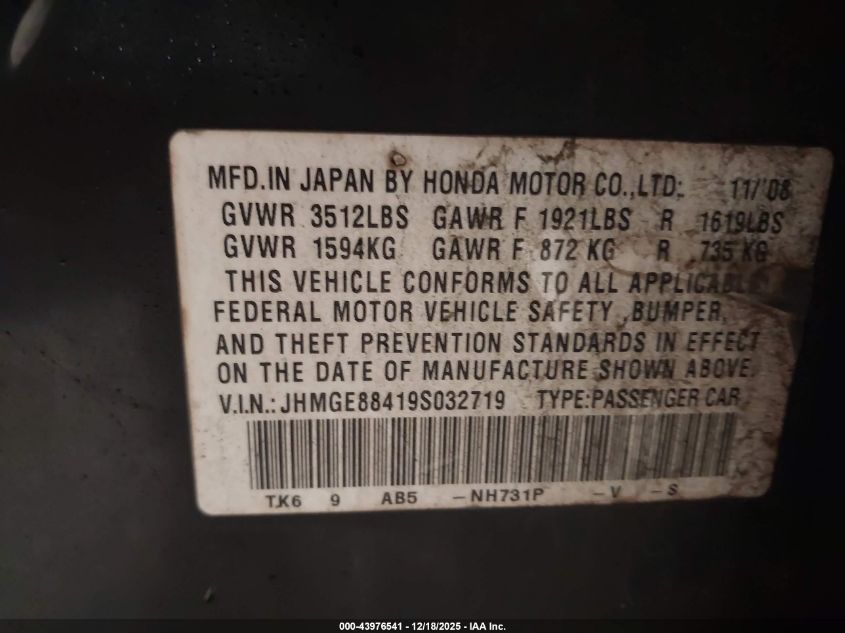 MFD.IN JAPAN BY HONDA MOTOR CO.,LTD. 11/'08
GVWR 3512LBS GAWR F 1921LBS R 1619LBS
GVWR 1594KG GAWR F 872 KG R 735 KG
THIS VEHICLE CONFORMS TO ALL APPLICABLE
FEDERAL MOTOR VEHICLE SAFETY ,BUMPER,
AND THEFT PREVENTION STANDARDS IN EFFECT
ON THE DATE OF MANUFACTURE SHOWN ABOVE.
V.I.N.: JHMGE88419S032719 TYPE:PASSENGER CAR
TK6 9 AB5 -NH731P -V -S
000-43976541 - 12/18/2025 - IAA Inc.